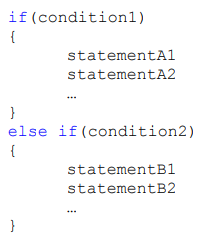 if(condition1)
{
statementA1
statementA2
…
}
else if(condition2)
{
statementB1
statementB2
…
}